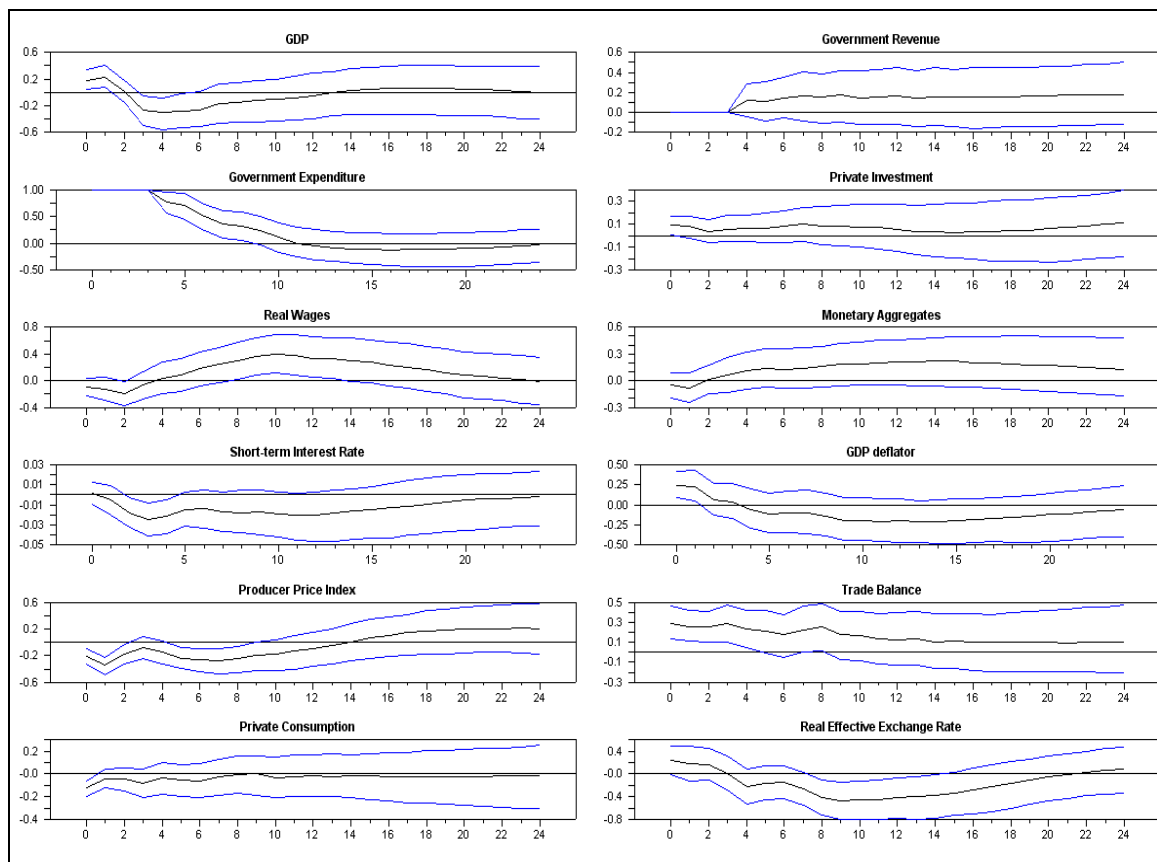 GDP
0.6
0.2
-0.2
-0.6
0 2 4 6 8 10 12 14 16 18 20 22 24
Government Revenue
0.6
0.4
0.2
0.0
-0.2
0 2 4 6 8 10 12 14 16 18 20 22 24
Government Expenditure
1.00
0.50
0.00
-0.50
0 5 10 15 20
Private Investment
0.3
0.1
-0.1
-0.3
0 2 4 6 8 10 12 14 16 18 20 22 24
Real Wages
0.8
0.4
0.0
-0.4
0 2 4 6 8 10 12 14 16 18 20 22 24
Monetary Aggregates
0.6
0.3
0.0
-0.3
0 2 4 6 8 10 12 14 16 18 20 22 24
Short-term Interest Rate
0.03
0.01
-0.01
-0.03
-0.05
0 5 10 15 20
GDP deflator
0.50
0.25
0.00
-0.25
-0.50
0 5 10 15 20
Producer Price Index
0.6
0.2
-0.2
-0.6
0 2 4 6 8 10 12 14 16 18 20 22 24
Trade Balance
0.5
0.3
0.1
-0.1
-0.3
0 2 4 6 8 10 12 14 16 18 20 22 24
Private Consumption
0.2
-0.0
-0.2
-0.4
0 2 4 6 8 10 12 14 16 18 20 22 24
Real Effective Exchange Rate
0.4
-0.0
-0.4
-0.8
0 2 4 6 8 10 12 14 16 18 20 22 24